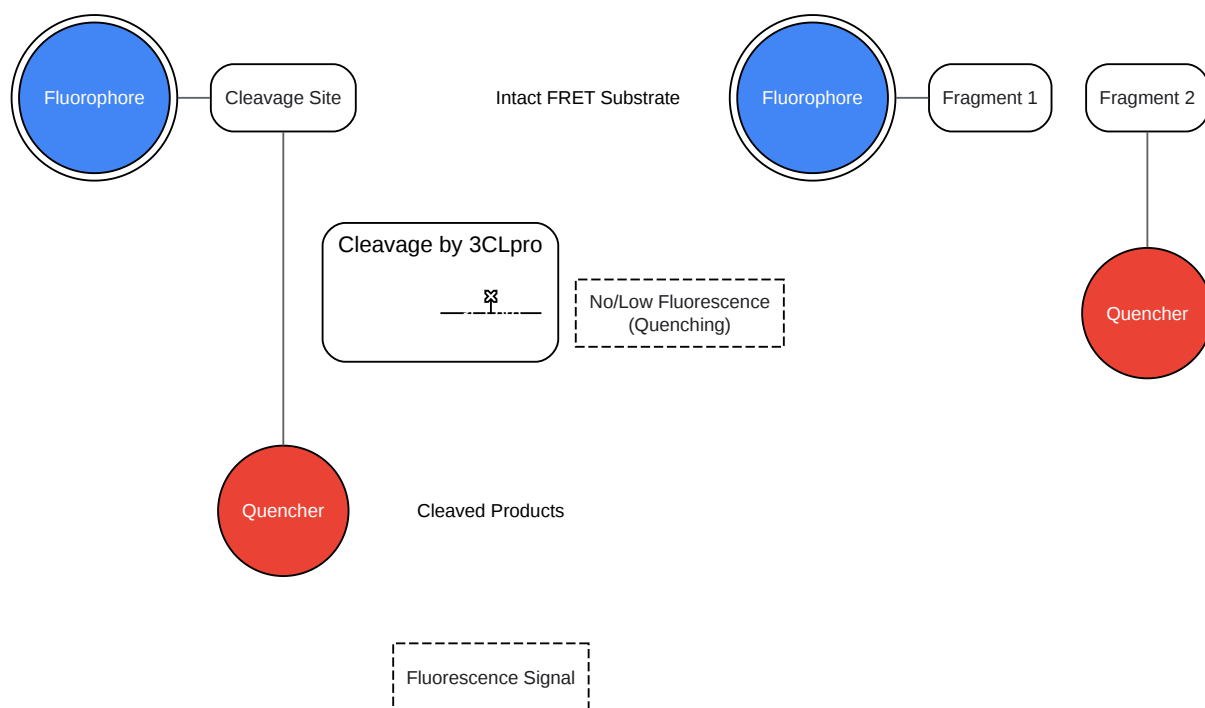 Fluorophore
Cleavage Site
Intact FRET Substrate
Fluorophore
Fragment 1
Fragment 2
Cleavage by 3CLpro
No/Low Fluorescence
(Quenching)
Quencher
Quencher
Cleaved Products
Fluorescence Signal